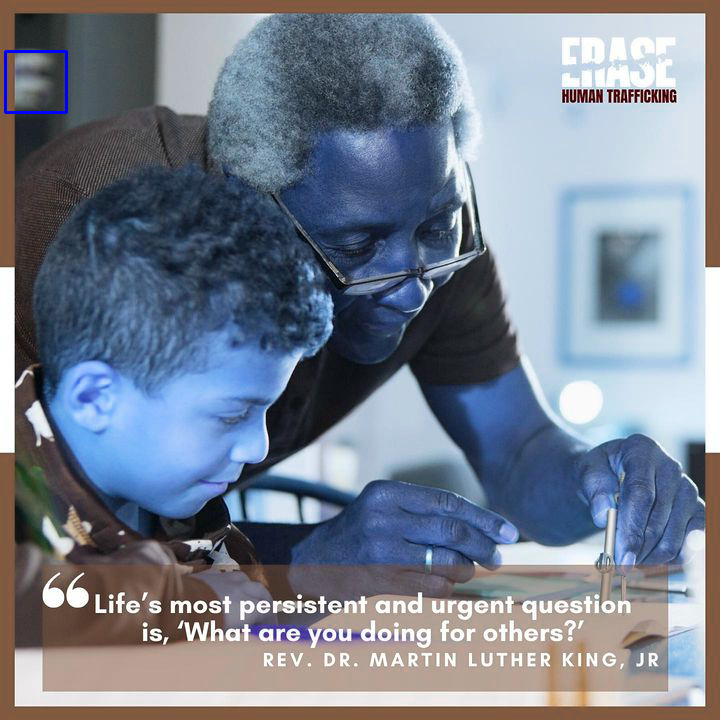 ERASE
HUMAN TRAFFICKING
“Life’s most persistent and urgent question
is, ‘What are you doing for others?’
REV. DR. MARTIN LUTHER KING, JR